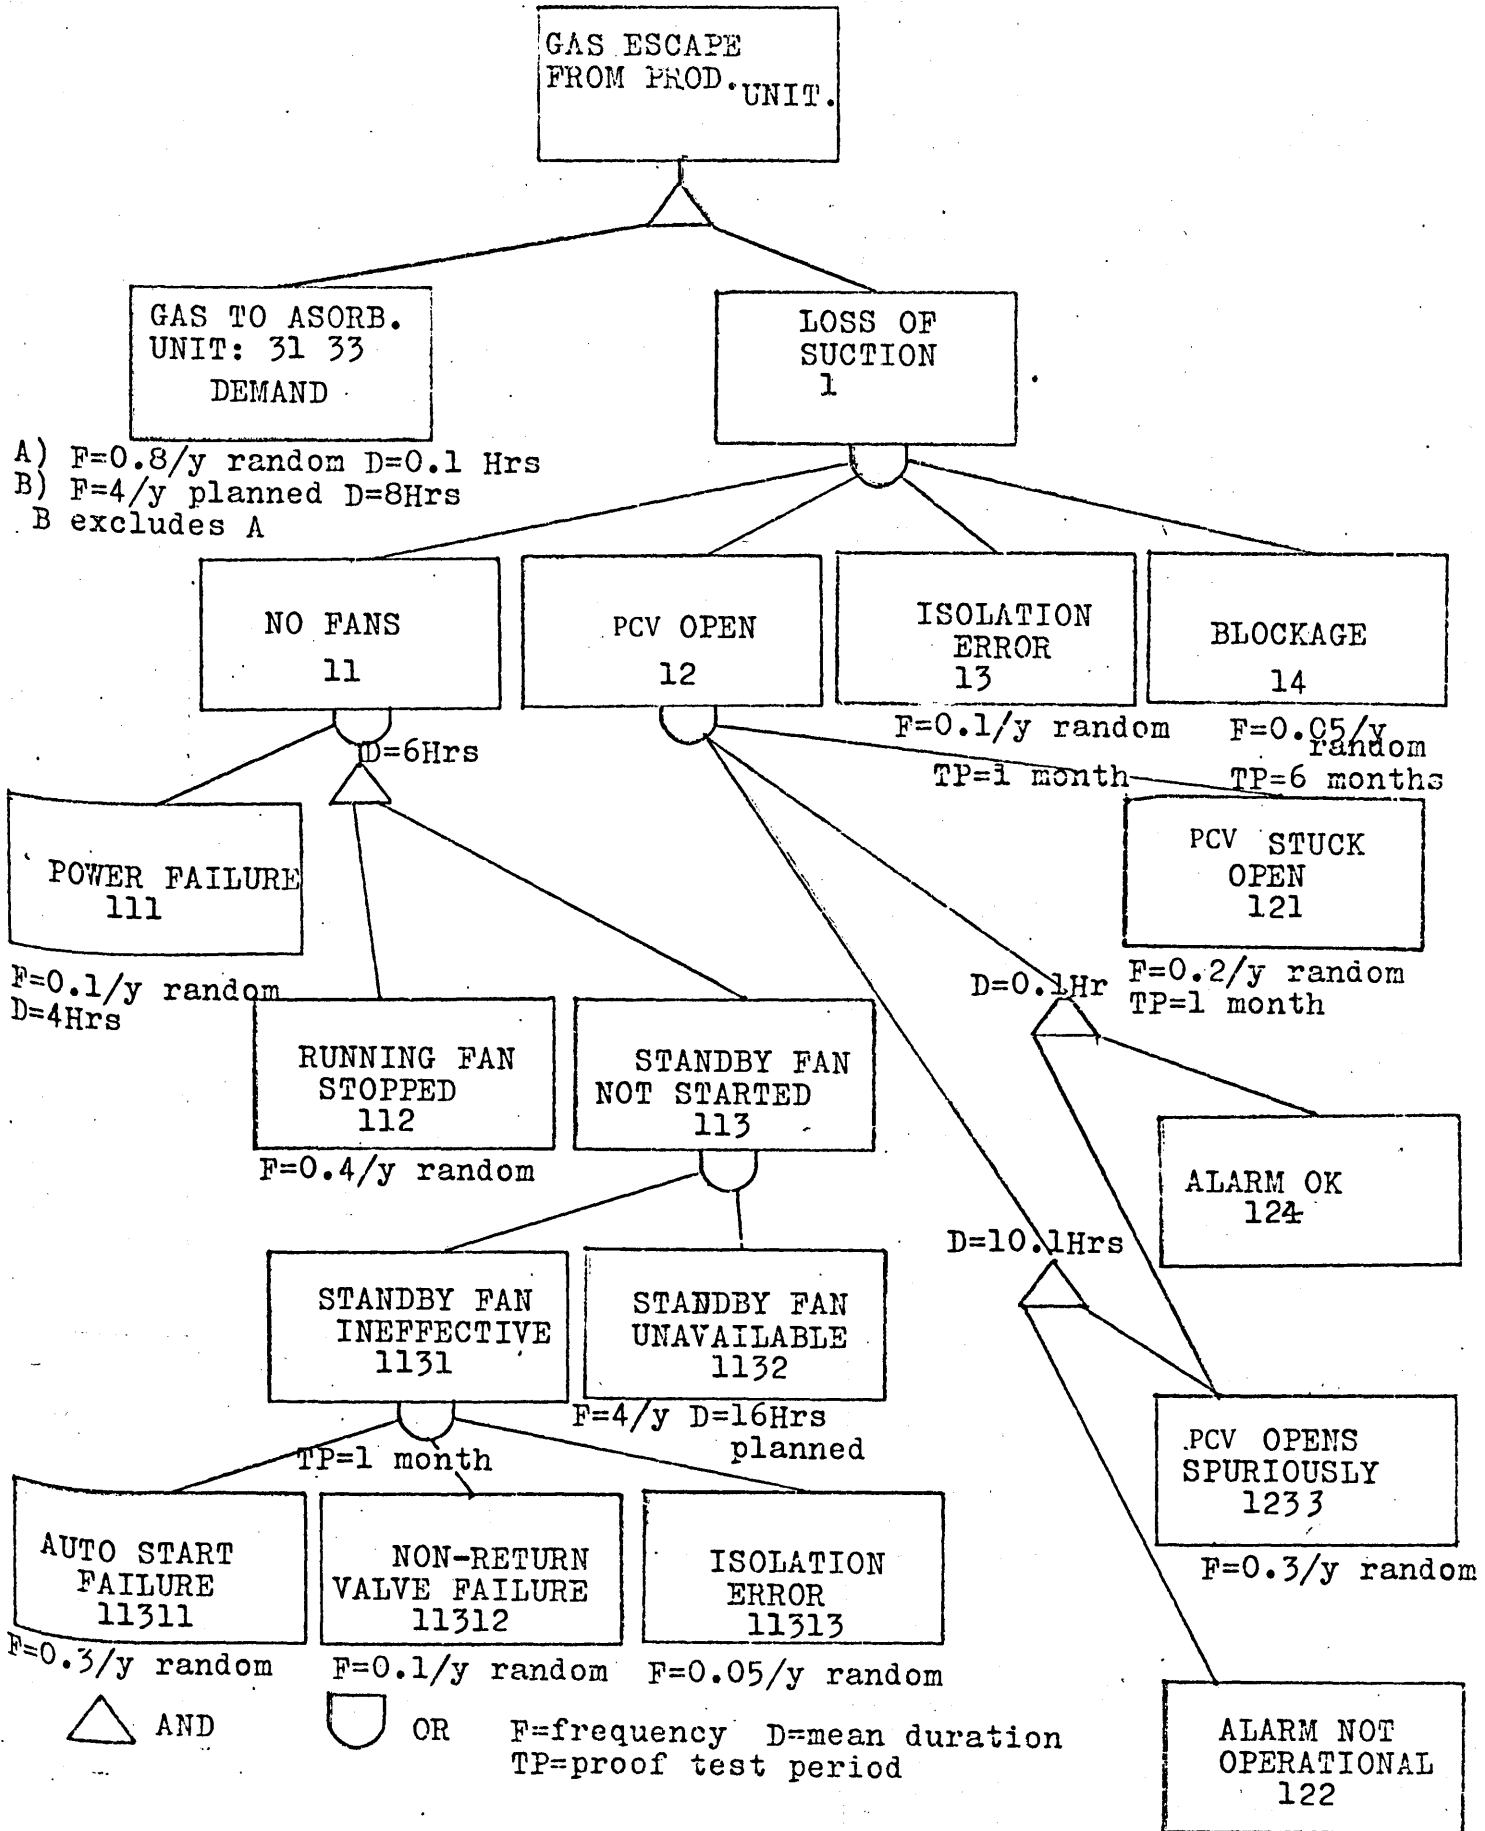 GAS ESCAPE
FROM PROD. UNIT.
GAS TO ASORB.
UNIT: 31 33
DEMAND
LOSS OF
SUCTION
1
A) F=0.8/y random D=0.1 Hrs
B) F=4/y planned D=8Hrs
B excludes A
NO FANS
11
PCV OPEN
12
ISOLATION
ERROR
13
BLOCKAGE
14
F=0.1/y random
TP=1 month
F=0.05/y
random
TP=6 months
D=6Hrs
POWER FAILURE
111
F=0.1/y random
D=4Hrs
PCV STUCK
OPEN
121
F=0.2/y random
TP=1 month
D=0.1Hr
RUNNING FAN
STOPPED
112
F=0.4/y random
STANDBY FAN
NOT STARTED
113
ALARM OK
124
D=10.1Hrs
STANDBY FAN
INEFFECTIVE
1131
STANDBY FAN
UNAVAILABLE
1132
F=4/y D=16Hrs
planned
TP=1 month
PCV OPENS
SPURIOUSLY
1233
F=0.3/y random
AUTO START
FAILURE
11311
F=0.3/y random
NON-RETURN
VALVE FAILURE
11312
F=0.1/y random
ISOLATION
ERROR
11313
F=0.05/y random
AND
OR
F=frequency D=mean duration
TP=proof test period
ALARM NOT
OPERATIONAL
122